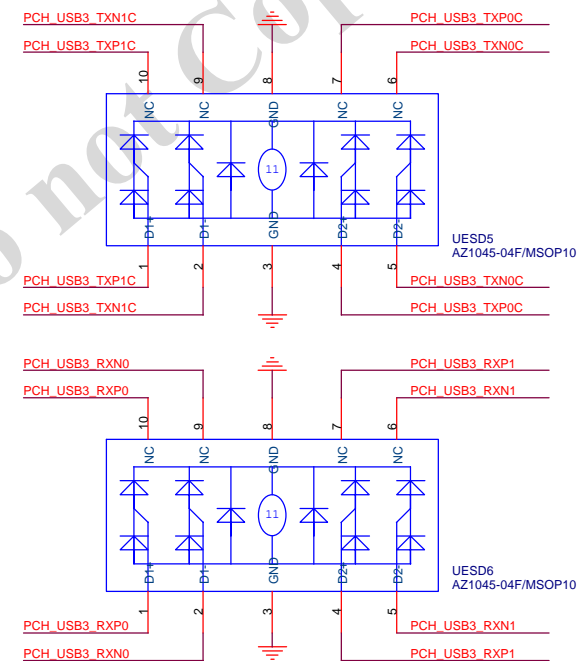 PCH_USB3_TXN1C
PCH_USB3_TXP0C
PCH_USB3_TXP1C
PCH_USB3_TXN0C
10 9 8 7 6
NC NC GND NC NC
11
D1+ D1- GND D2+ D2-
UESD5
AZ1045-04F/MSOP10
1 2 3 4 5
PCH_USB3_TXP1C
PCH_USB3_TXN0C
PCH_USB3_TXN1C
PCH_USB3_TXP0C
PCH_USB3_RXN0
PCH_USB3_RXP1
PCH_USB3_RXP0
PCH_USB3_RXN1
10 9 8 7 6
NC NC GND NC NC
11
D1+ D1- GND D2+ D2-
UESD6
AZ1045-04F/MSOP10
1 2 3 4 5
PCH_USB3_RXP0
PCH_USB3_RXN1
PCH_USB3_RXN0
PCH_USB3_RXP1
not